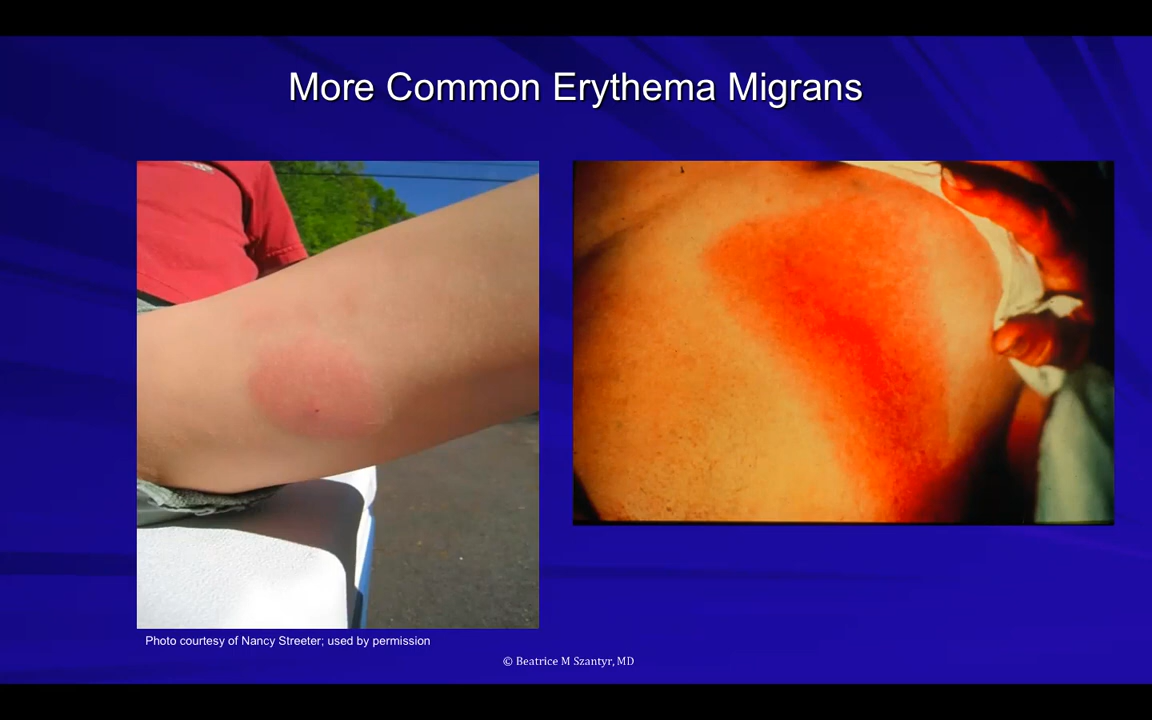 More Common Erythema Migrans
Photo courtesy of Nancy Streeter; used by permission
© Beatrice M Szantyr, MD